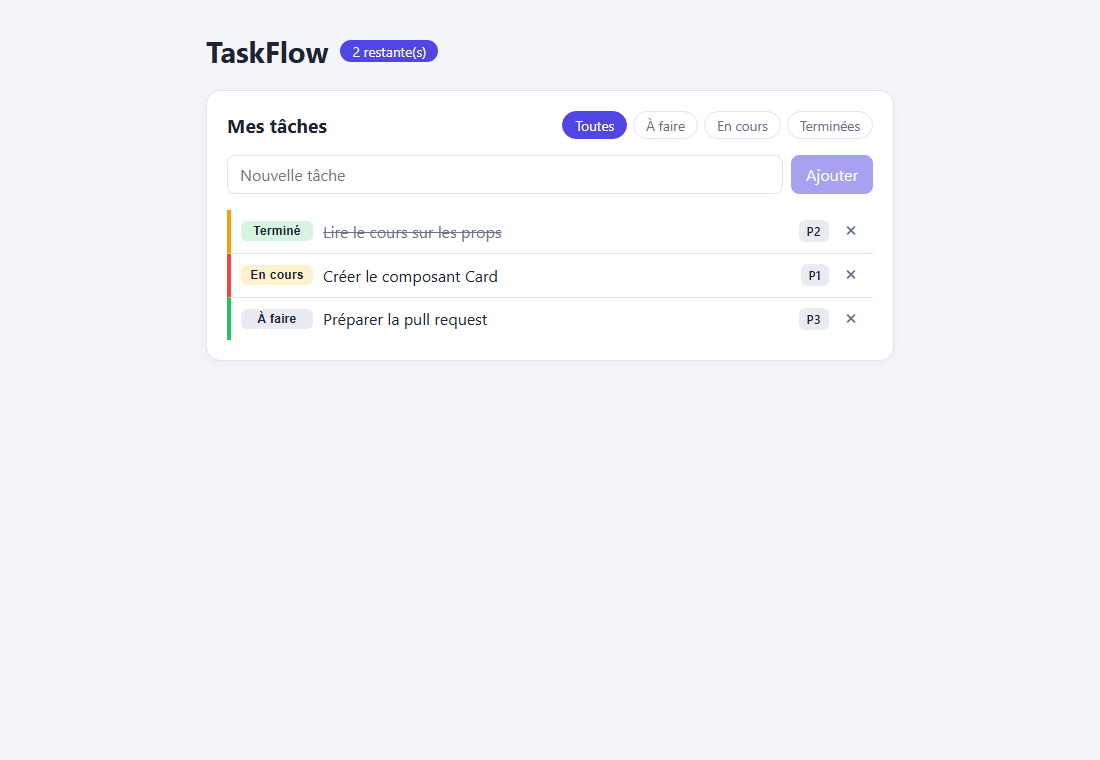 TaskFlow 2 restante(s)
Mes tâches Toutes À faire En cours Terminées
Nouvelle tâche Ajouter
Terminé Lire le cours sur les props P2 ×
En cours Créer le composant Card P1 ×
À faire Préparer la pull request P3 ×